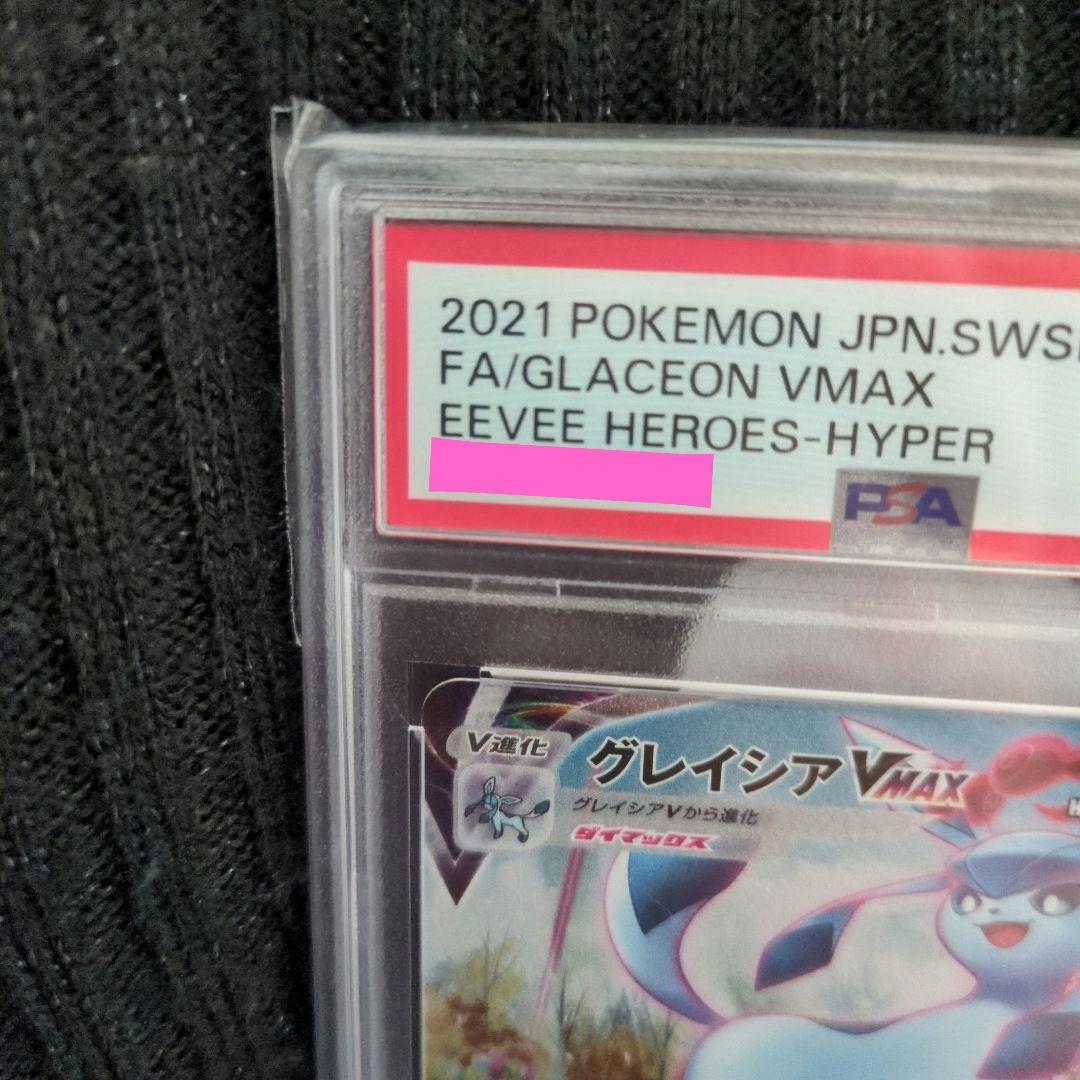 2021 POKEMON JPN.SWS
FA/GLACEON VMAX
EEVEE HEROES-HYPER
PSA
V進化
グレイシアVMAX
グレイシアVから進化
ダイマックス